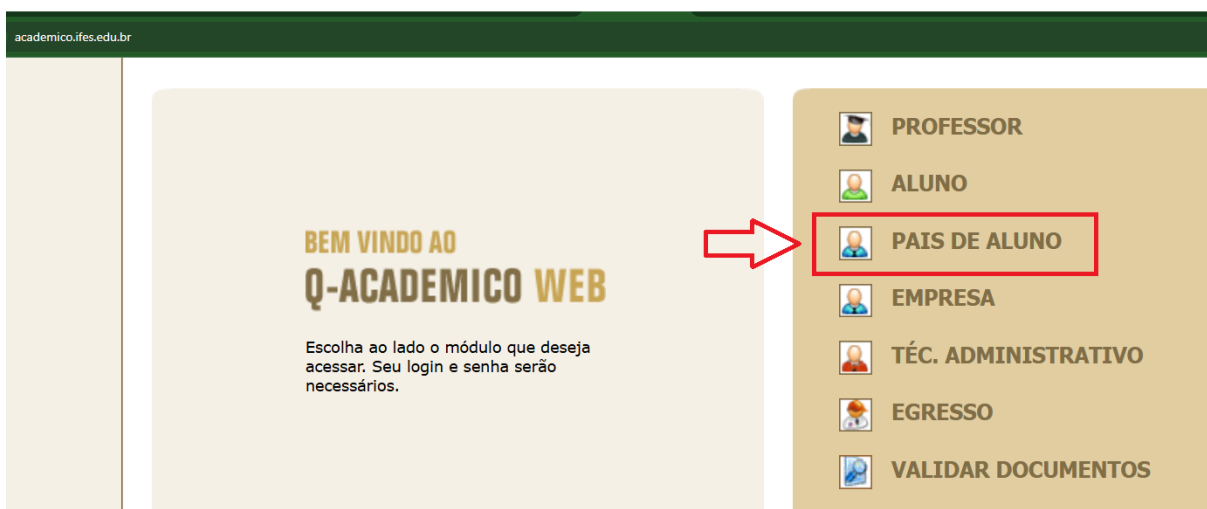 academico.ifes.edu.br
BEM VINDO AO
Q-ACADEMICO WEB
Escolha ao lado o módulo que deseja
acessar. Seu login e senha serão
necessários.
PROFESSOR
ALUNO
PAIS DE ALUNO
EMPRESA
TÉC. ADMINISTRATIVO
EGRESSO
VALIDAR DOCUMENTOS